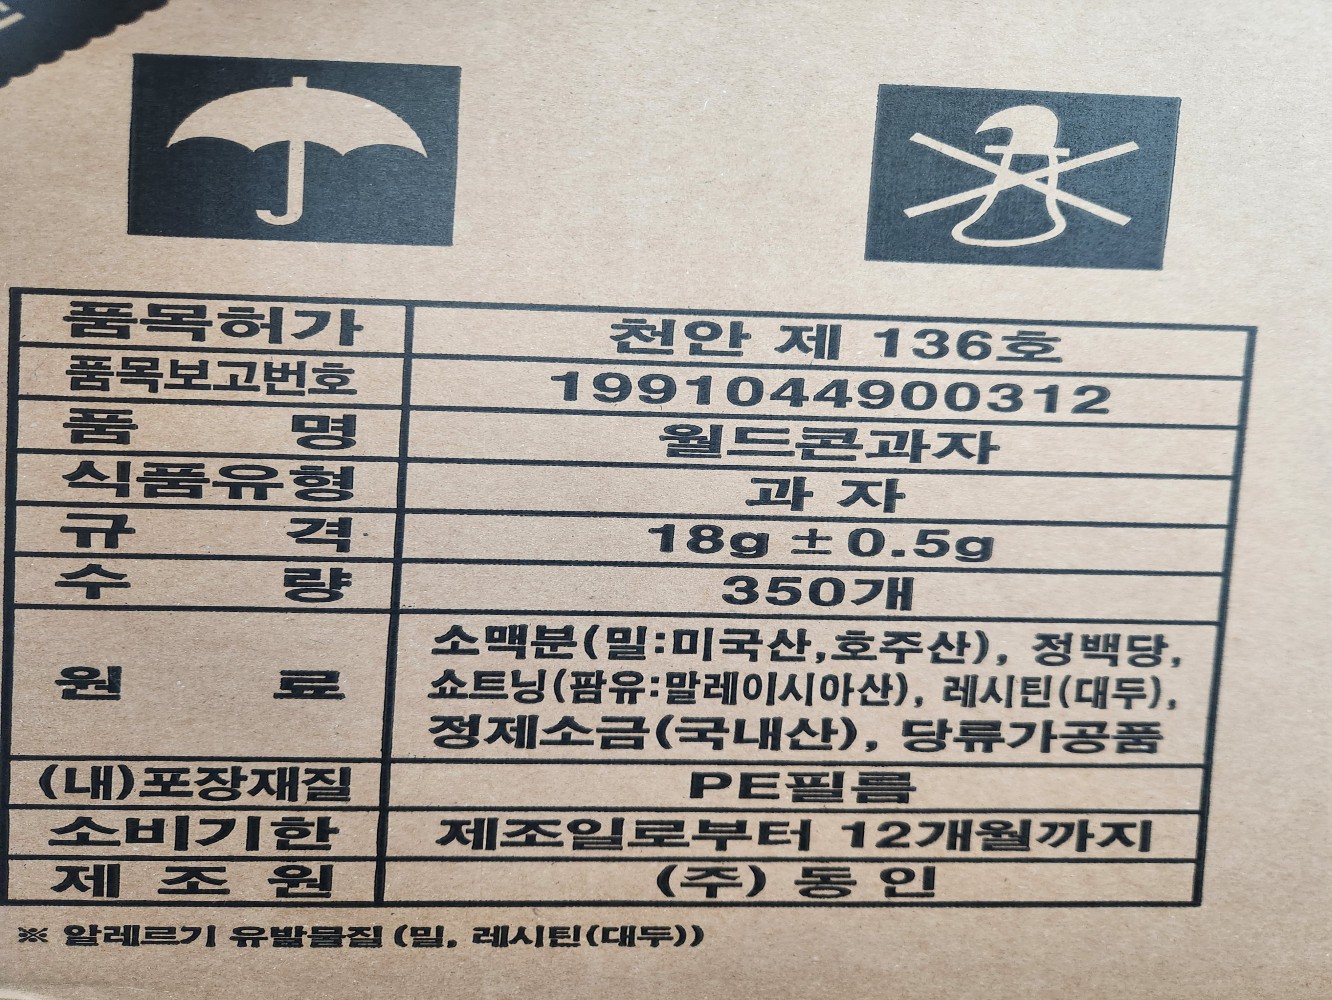 품목허가 천안 제 136호
품목보고번호 1991044900312
품 명 월드콘과자
식품유형 과 자
규 격 18g ± 0.5g
수 량 350개
원 료 소맥분(밀:미국산,호주산), 정백당,
쇼트닝(팜유:말레이시아산), 레시틴(대두),
정제소금(국내산), 당류가공품
(내)포장재질 PE필름
소비기한 제조일로부터 12개월까지
제 조 원 (주) 동 인
※ 알레르기 유발물질 (밀, 레시틴(대두))